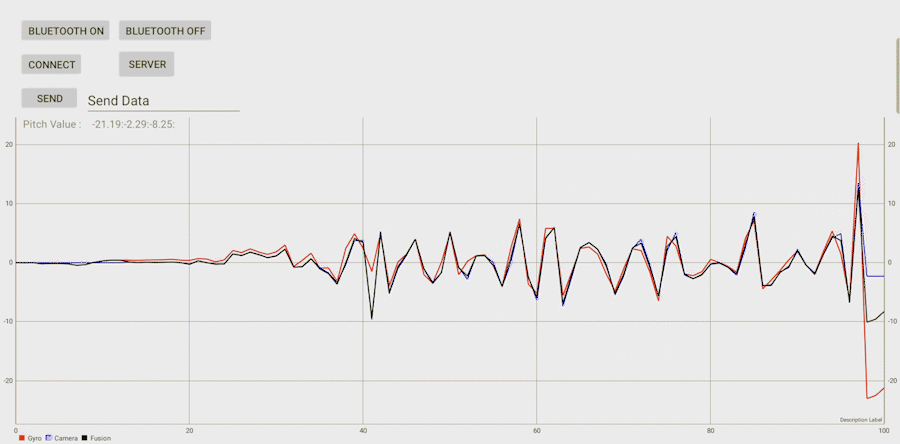 BLUETOOTH ON BLUETOOTH OFF
CONNECT SERVER
SEND Send Data
Pitch Value : -21.19:-2.29:-8.25:
20 20
10 10
0 0
-10 -10
-20 -20
Description Label
0 20 40 60 80 100
Gyro Camera Fusion